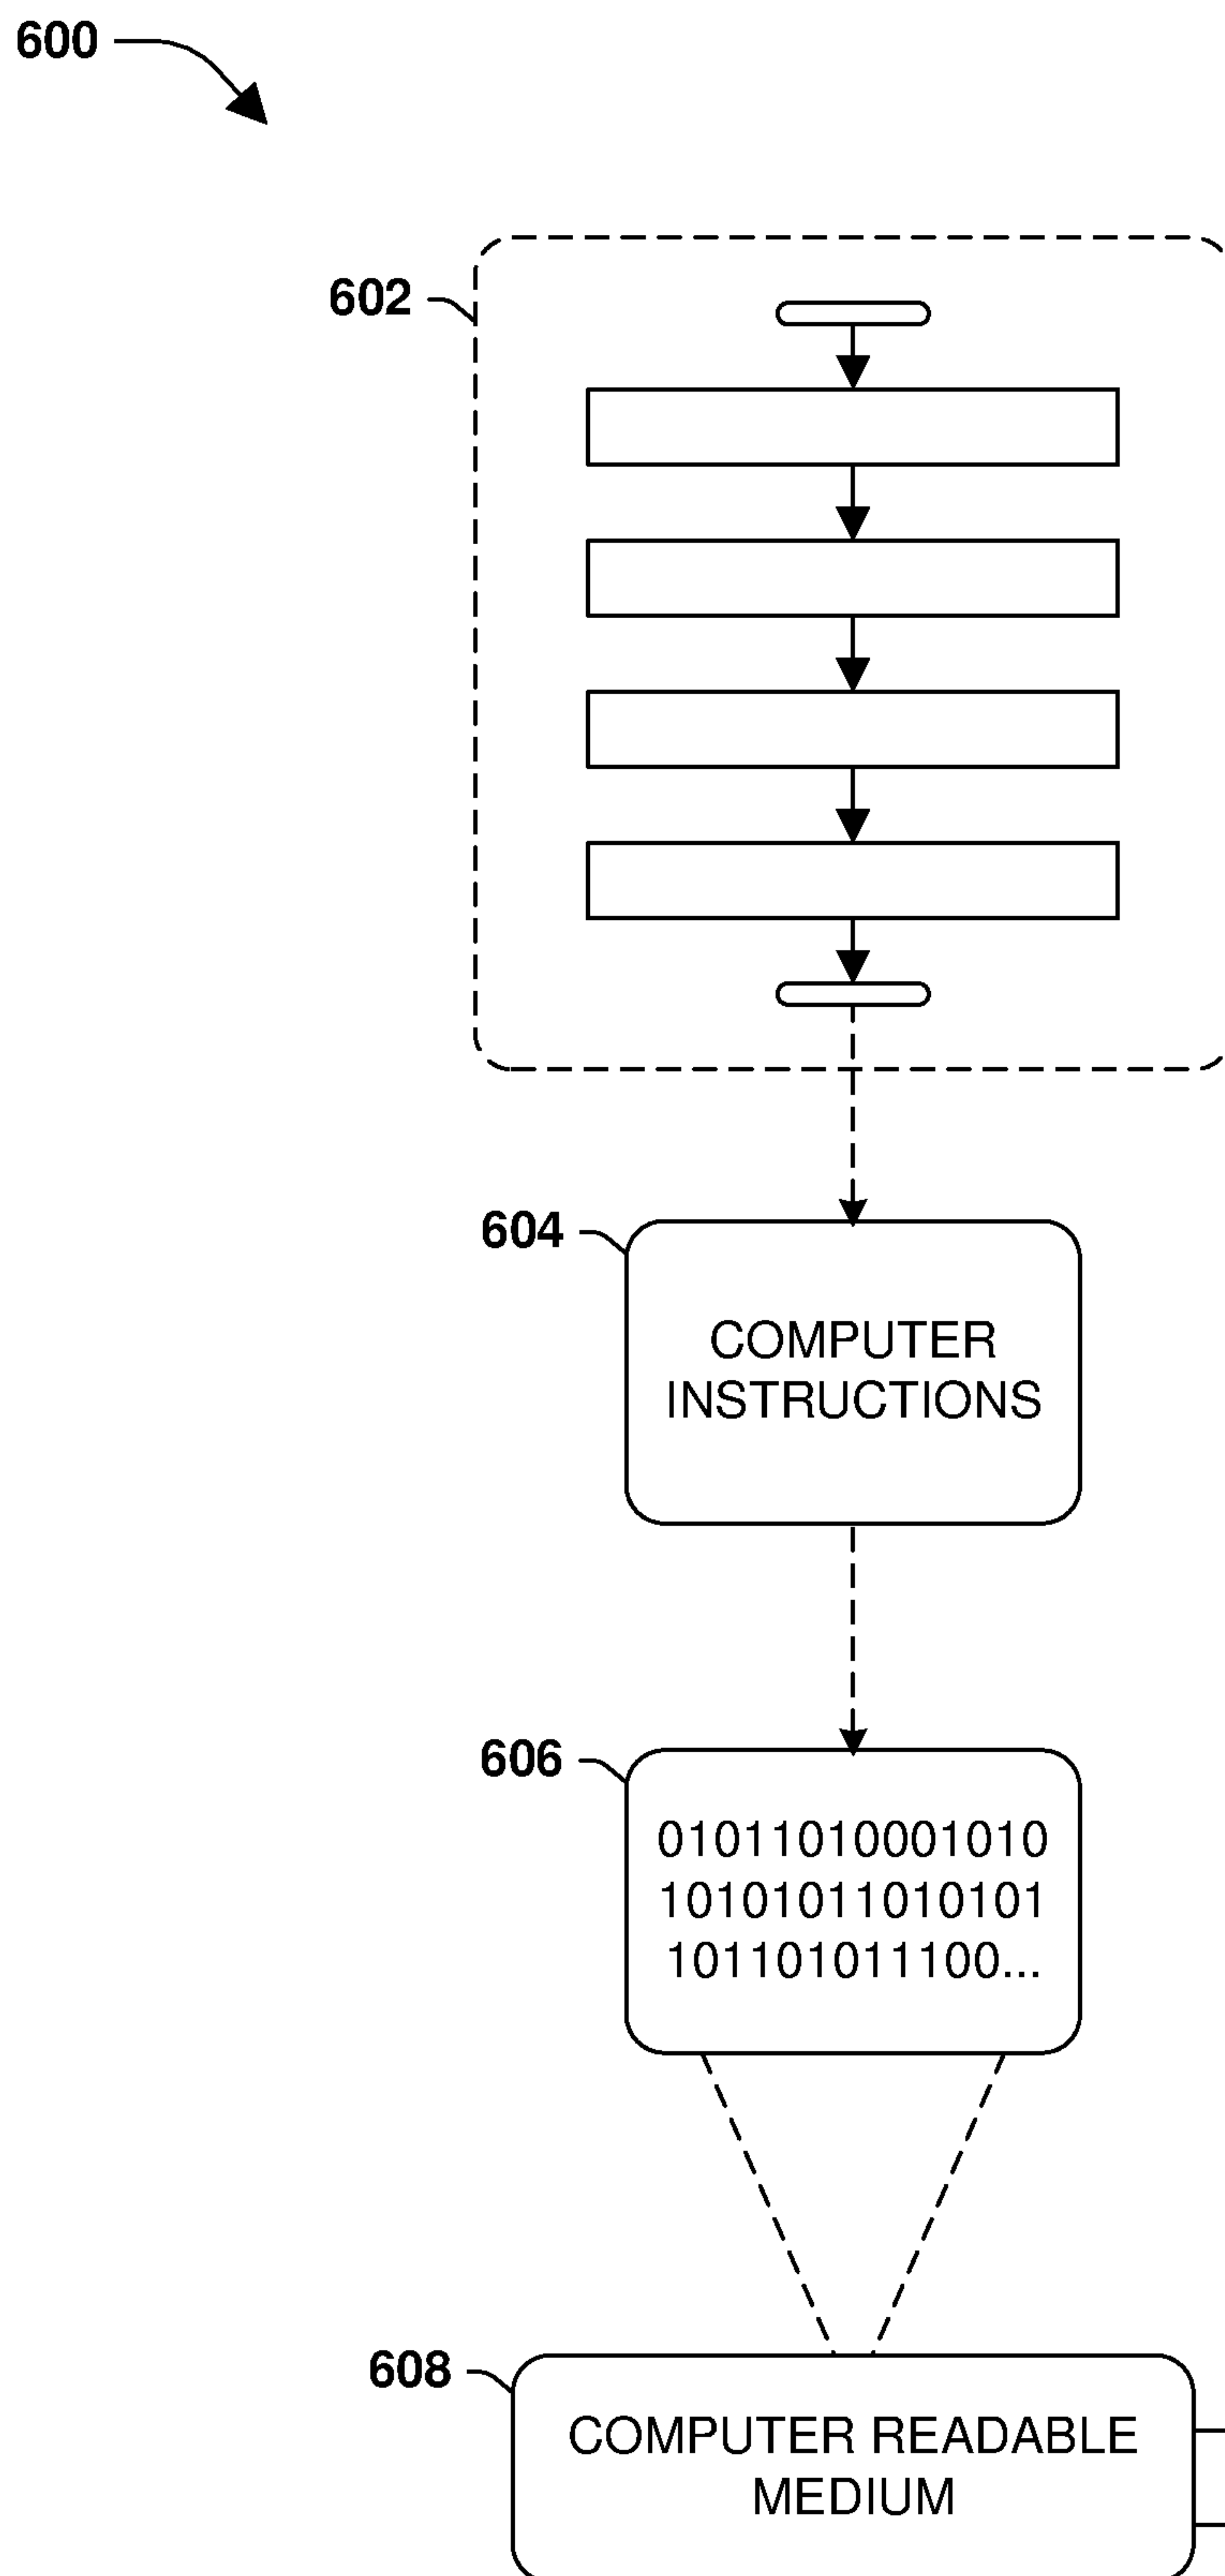 600
602
604
COMPUTER
INSTRUCTIONS
606
01011010001010
10101011010101
101101011100...
608
COMPUTER READABLE
MEDIUM